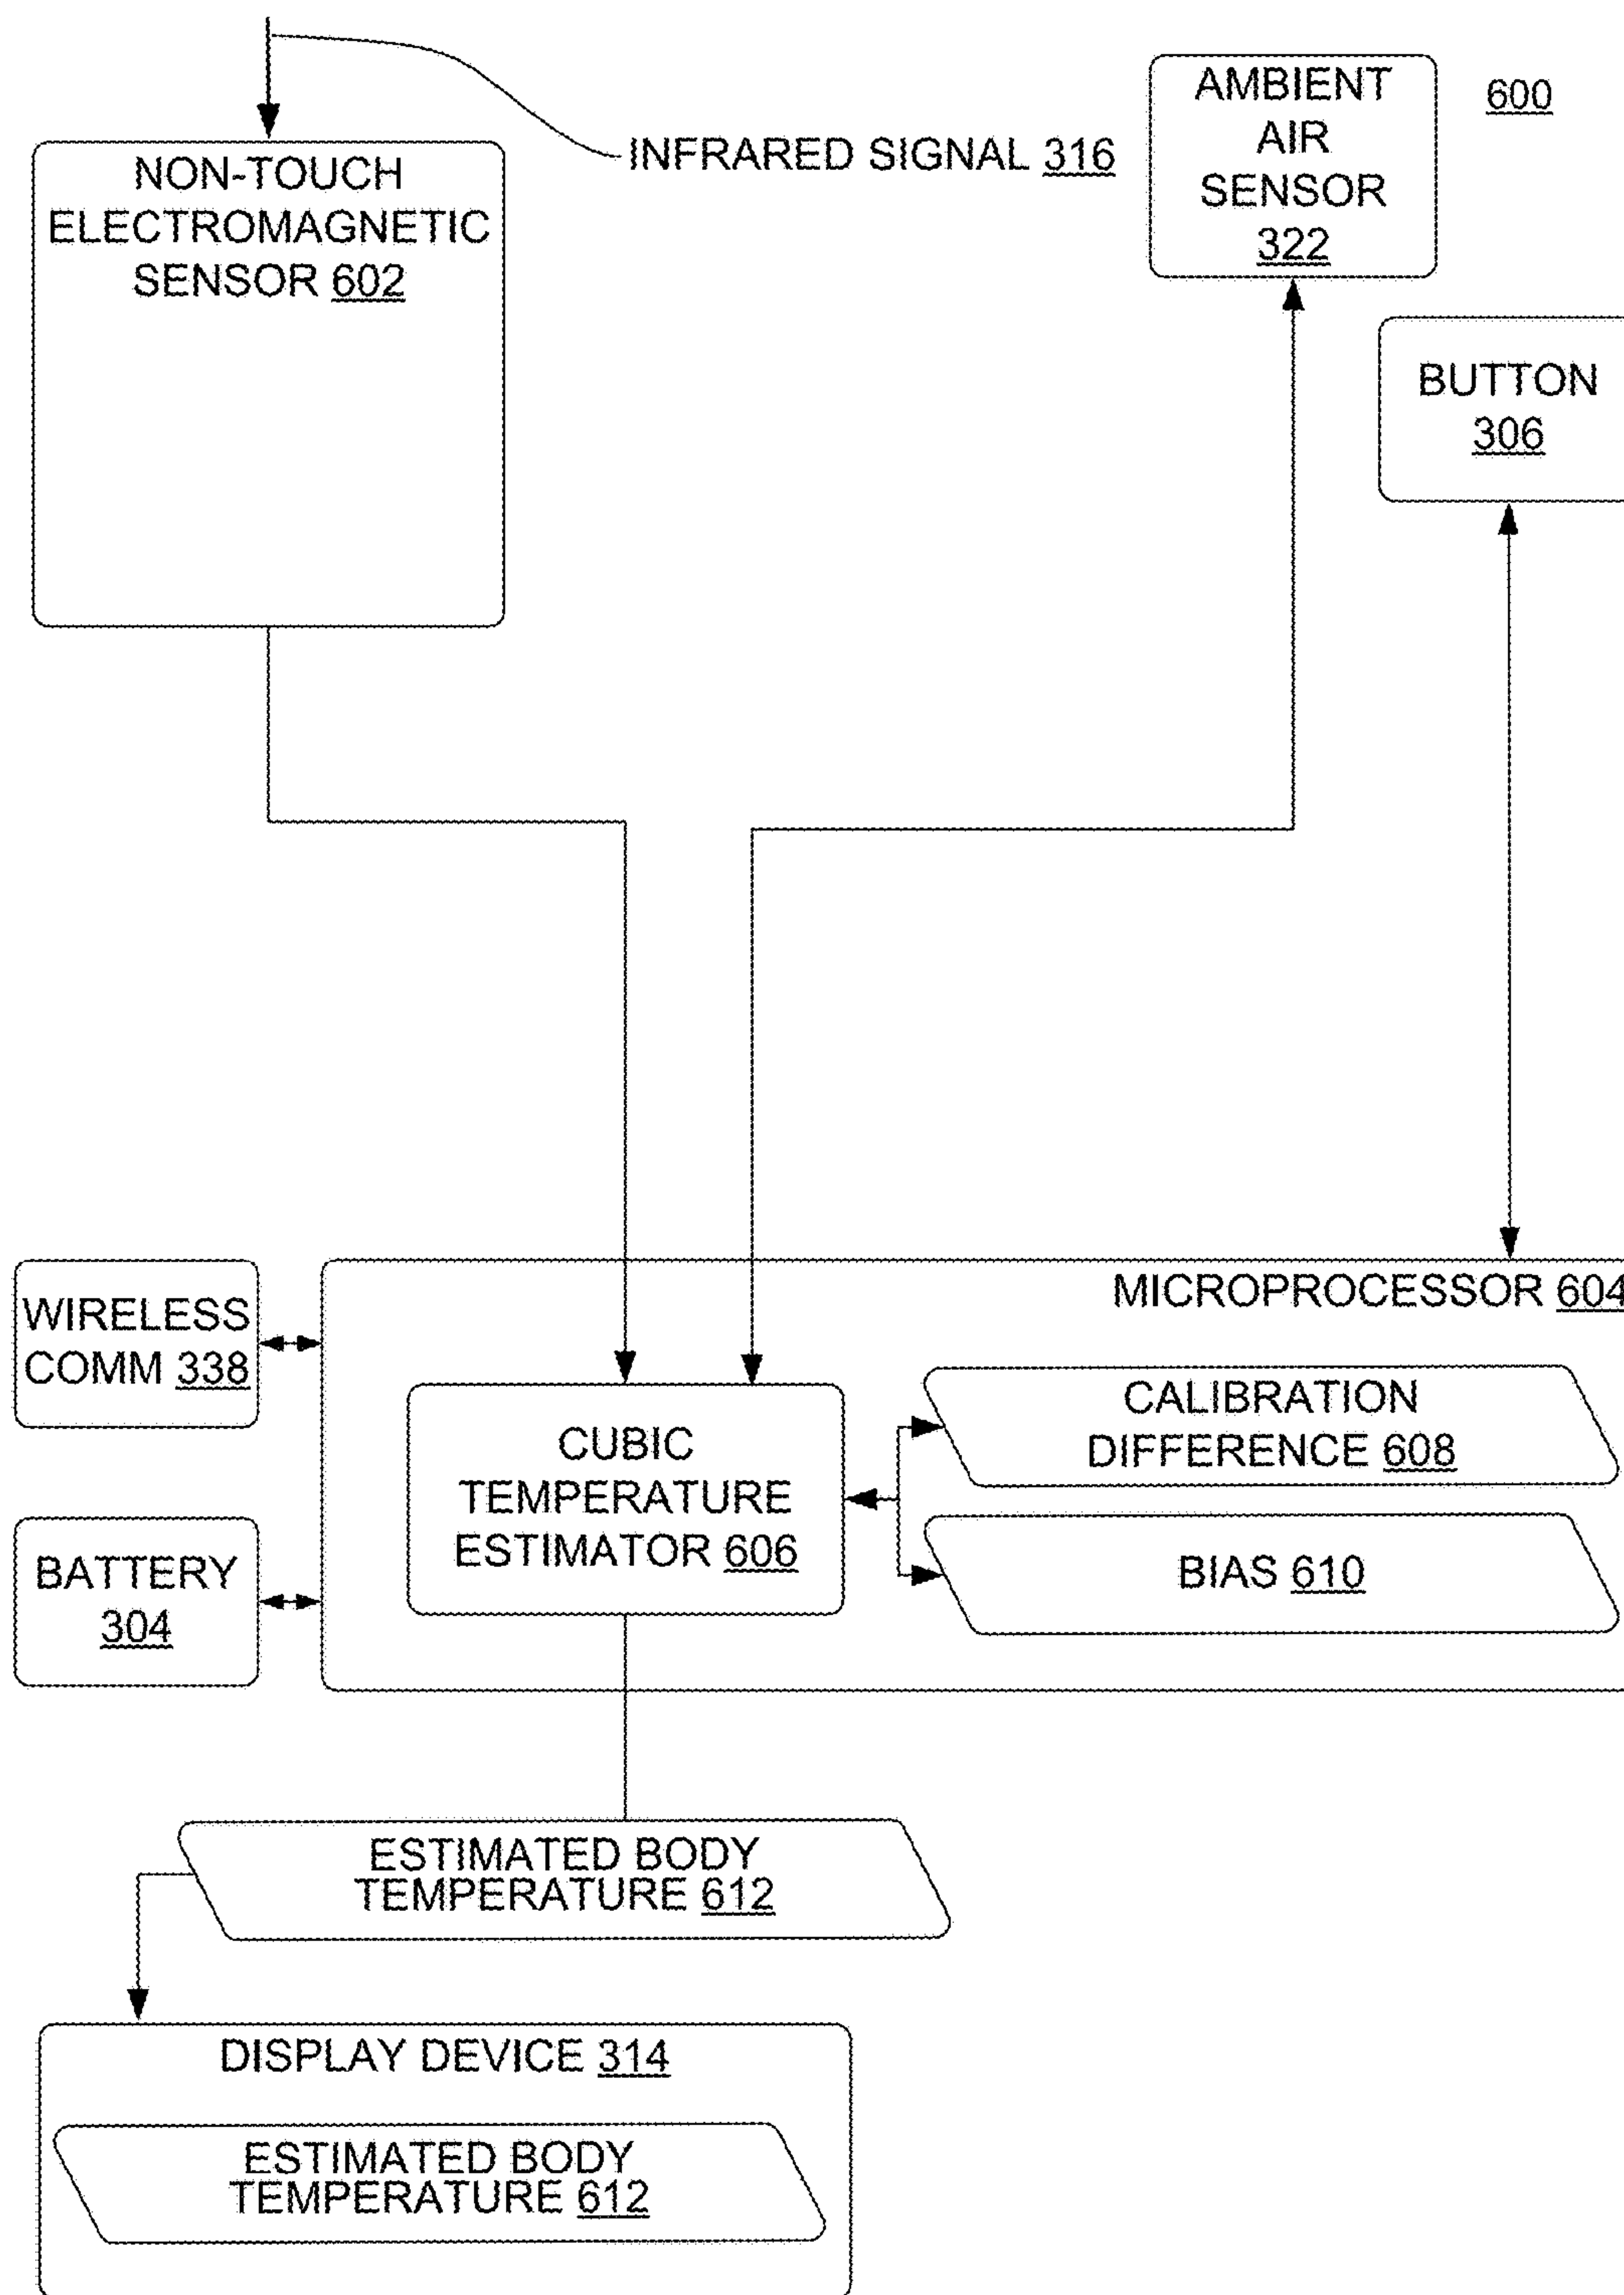 NON-TOUCH
ELECTROMAGNETIC
SENSOR 602
INFRARED SIGNAL 316
AMBIENT
AIR
SENSOR
322
600
BUTTON
306
MICROPROCESSOR 604
WIRELESS
COMM 338
BATTERY
304
CUBIC
TEMPERATURE
ESTIMATOR 606
CALIBRATION
DIFFERENCE 608
BIAS 610
ESTIMATED BODY
TEMPERATURE 612
DISPLAY DEVICE 314
ESTIMATED BODY
TEMPERATURE 612